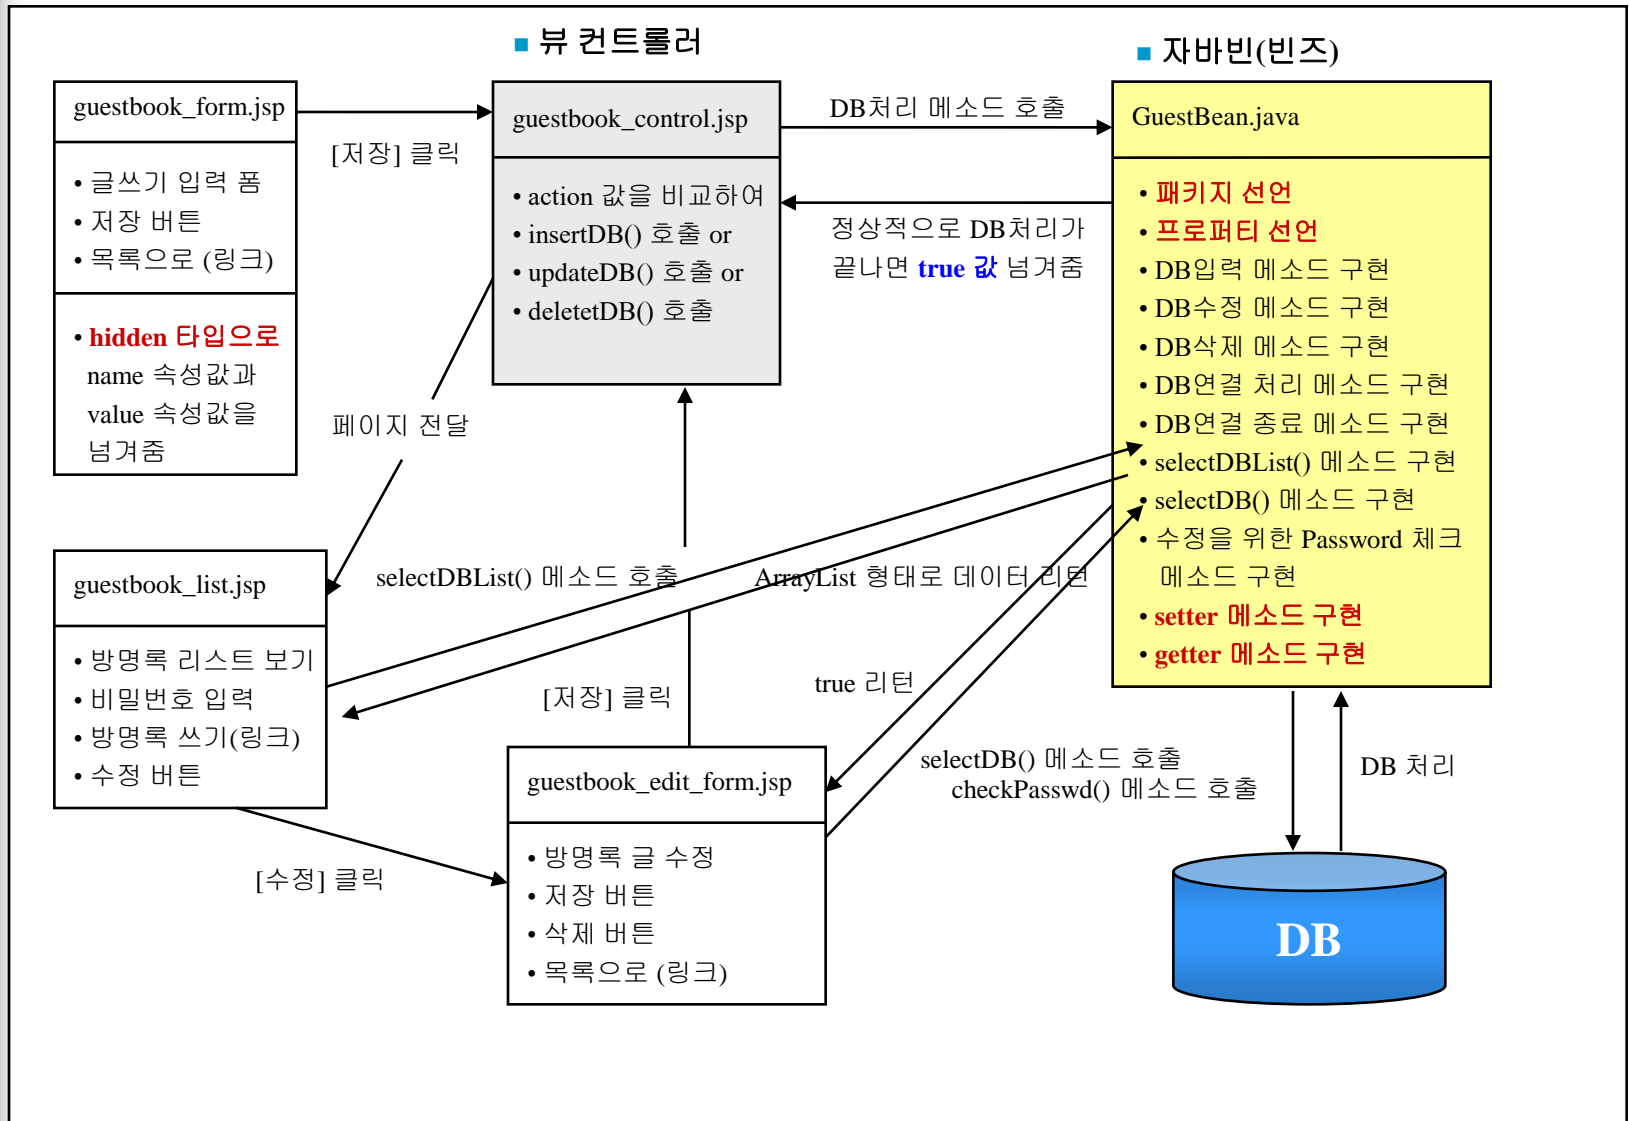 ■ 뷰 컨트롤러
■ 자바빈(빈즈)
guestbook_form.jsp
• 글쓰기 입력 폼
• 저장 버튼
• 목록으로 (링크)
• hidden 타입으로
name 속성값과
value 속성값을
넘겨줌
[저장] 클릭
guestbook_control.jsp
• action 값을 비교하여
• insertDB() 호출 or
• updateDB() 호출 or
• deletetDB() 호출
DB처리 메소드 호출
정상적으로 DB처리가
끝나면 true 값 넘겨줌
GuestBean.java
• 패키지 선언
• 프로퍼티 선언
• DB입력 메소드 구현
• DB수정 메소드 구현
• DB삭제 메소드 구현
• DB연결 처리 메소드 구현
• DB연결 종료 메소드 구현
• selectDBList() 메소드 구현
• selectDB() 메소드 구현
• 수정을 위한 Password 체크
메소드 구현
• setter 메소드 구현
• getter 메소드 구현
페이지 전달
selectDBList() 메소드 호출
ArrayList 형태로 데이터 리턴
guestbook_list.jsp
• 방명록 리스트 보기
• 비밀번호 입력
• 방명록 쓰기(링크)
• 수정 버튼
[저장] 클릭
true 리턴
selectDB() 메소드 호출
checkPasswd() 메소드 호출
DB 처리
[수정] 클릭
guestbook_edit_form.jsp
• 방명록 글 수정
• 저장 버튼
• 삭제 버튼
• 목록으로 (링크)
DB